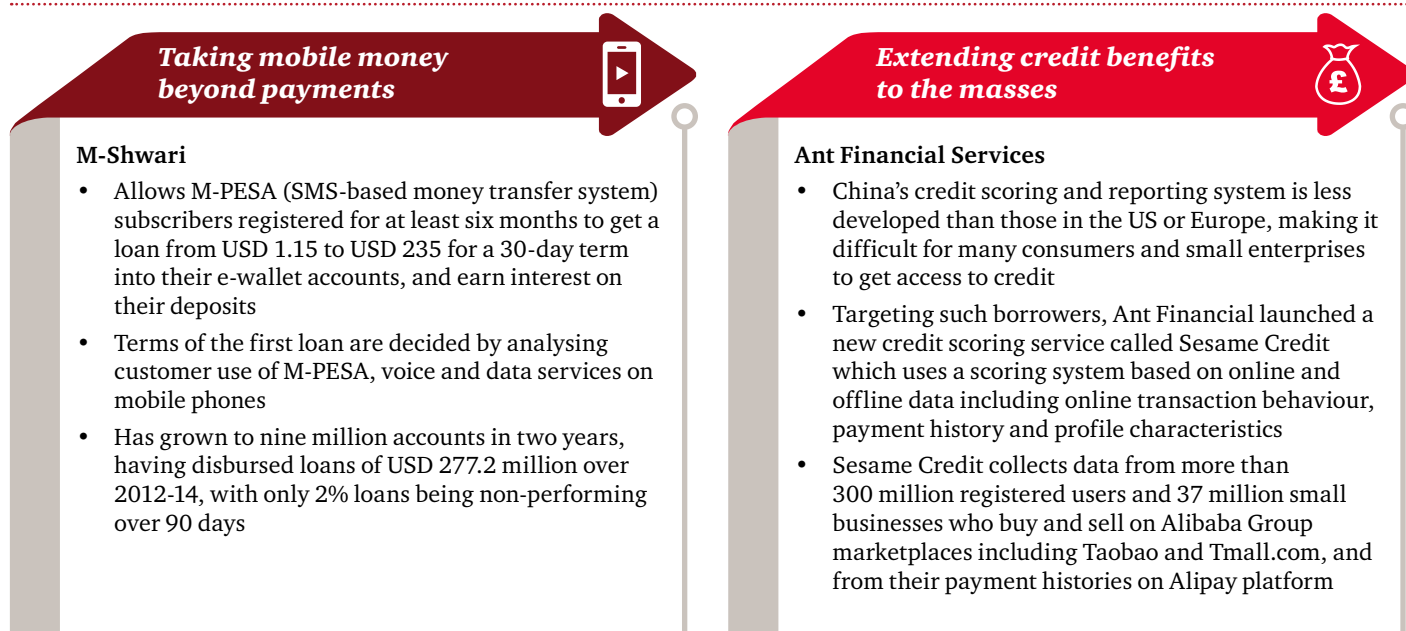 Taking mobile money
beyond payments
M-Shwari
• Allows M-PESA (SMS-based money transfer system)
subscribers registered for at least six months to get a
loan from USD 1.15 to USD 235 for a 30-day term
into their e-wallet accounts, and earn interest on
their deposits
• Terms of the first loan are decided by analysing
customer use of M-PESA, voice and data services on
mobile phones
• Has grown to nine million accounts in two years,
having disbursed loans of USD 277.2 million over
2012-14, with only 2% loans being non-performing
over 90 days
Extending credit benefits
to the masses
£
Ant Financial Services
• China’s credit scoring and reporting system is less
developed than those in the US or Europe, making it
difficult for many consumers and small enterprises
to get access to credit
• Targeting such borrowers, Ant Financial launched a
new credit scoring service called Sesame Credit
which uses a scoring system based on online and
offline data including online transaction behaviour,
payment history and profile characteristics
• Sesame Credit collects data from more than
300 million registered users and 37 million small
businesses who buy and sell on Alibaba Group
marketplaces including Taobao and Tmall.com, and
from their payment histories on Alipay platform